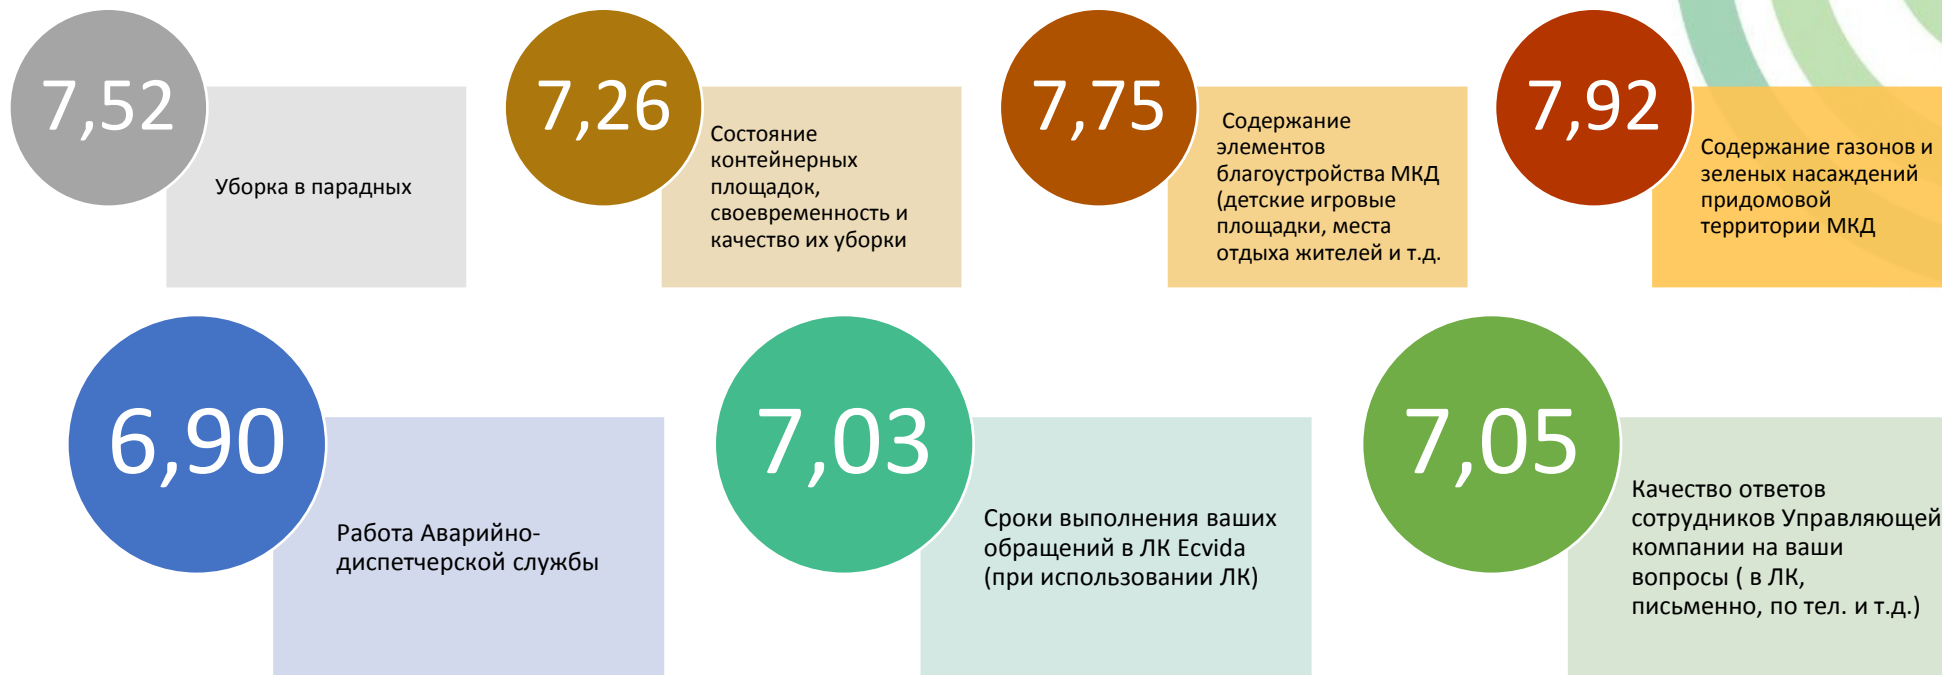 7,52
Уборка в парадных
7,26
Состояние
контейнерных
площадок,
своевременность и
качество их уборки
7,75
Содержание
элементов
благоустройства МКД
(детские игровые
площадки, места
отдыха жителей и т.д.
7,92
Содержание газонов и
зеленых насаждений
придомовой
территории МКД
6,90
Работа Аварийно-
диспетчерской службы
7,03
Сроки выполнения ваших
обращений в ЛК Ecvida
(при использовании ЛК)
7,05
Качество ответов
сотрудников Управляющей
компании на ваши
вопросы ( в ЛК,
письменно, по тел. и т.д.)